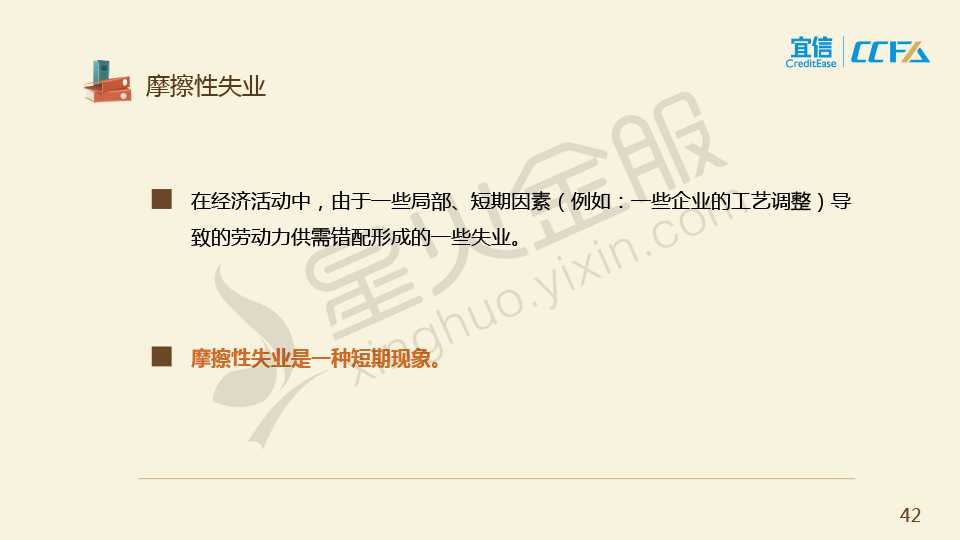 宜信
CreditEase
CCFA
摩擦性失业
在经济活动中，由于一些局部、短期因素（例如：一些企业的工艺调整）导
致的劳动力供需错配形成的一些失业。
星火金服
xinghuo.yixin.com
摩擦性失业是一种短期现象。
42